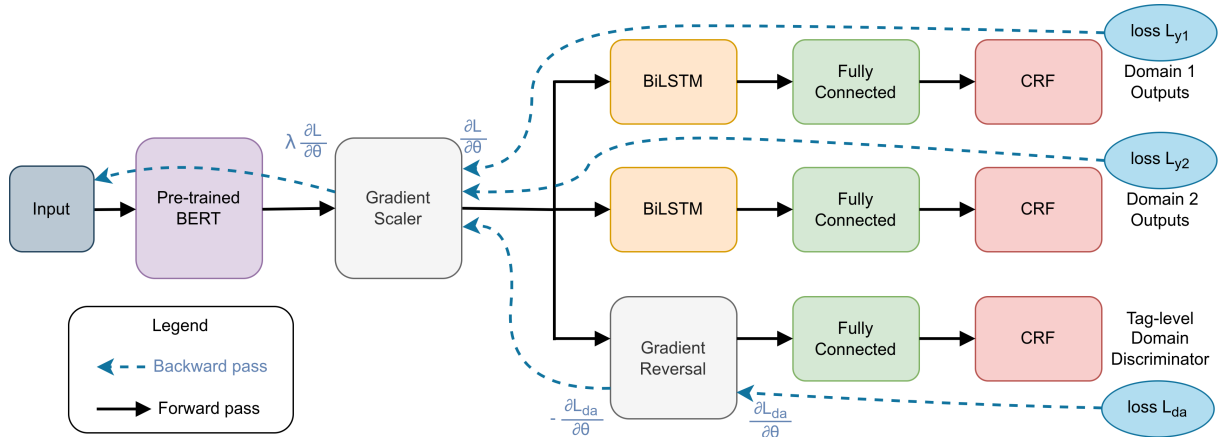 loss L_y1
Domain 1
Outputs
BiLSTM
Fully
Connected
CRF
λ ∂L/∂θ
∂L/∂θ
loss L_y2
Domain 2
Outputs
Input
Pre-trained
BERT
Gradient
Scaler
BiLSTM
Fully
Connected
CRF
Legend
Backward pass
Forward pass
Gradient
Reversal
Fully
Connected
CRF
Tag-level
Domain
Discriminator
- ∂L_da/∂θ
∂L_da/∂θ
loss L_da